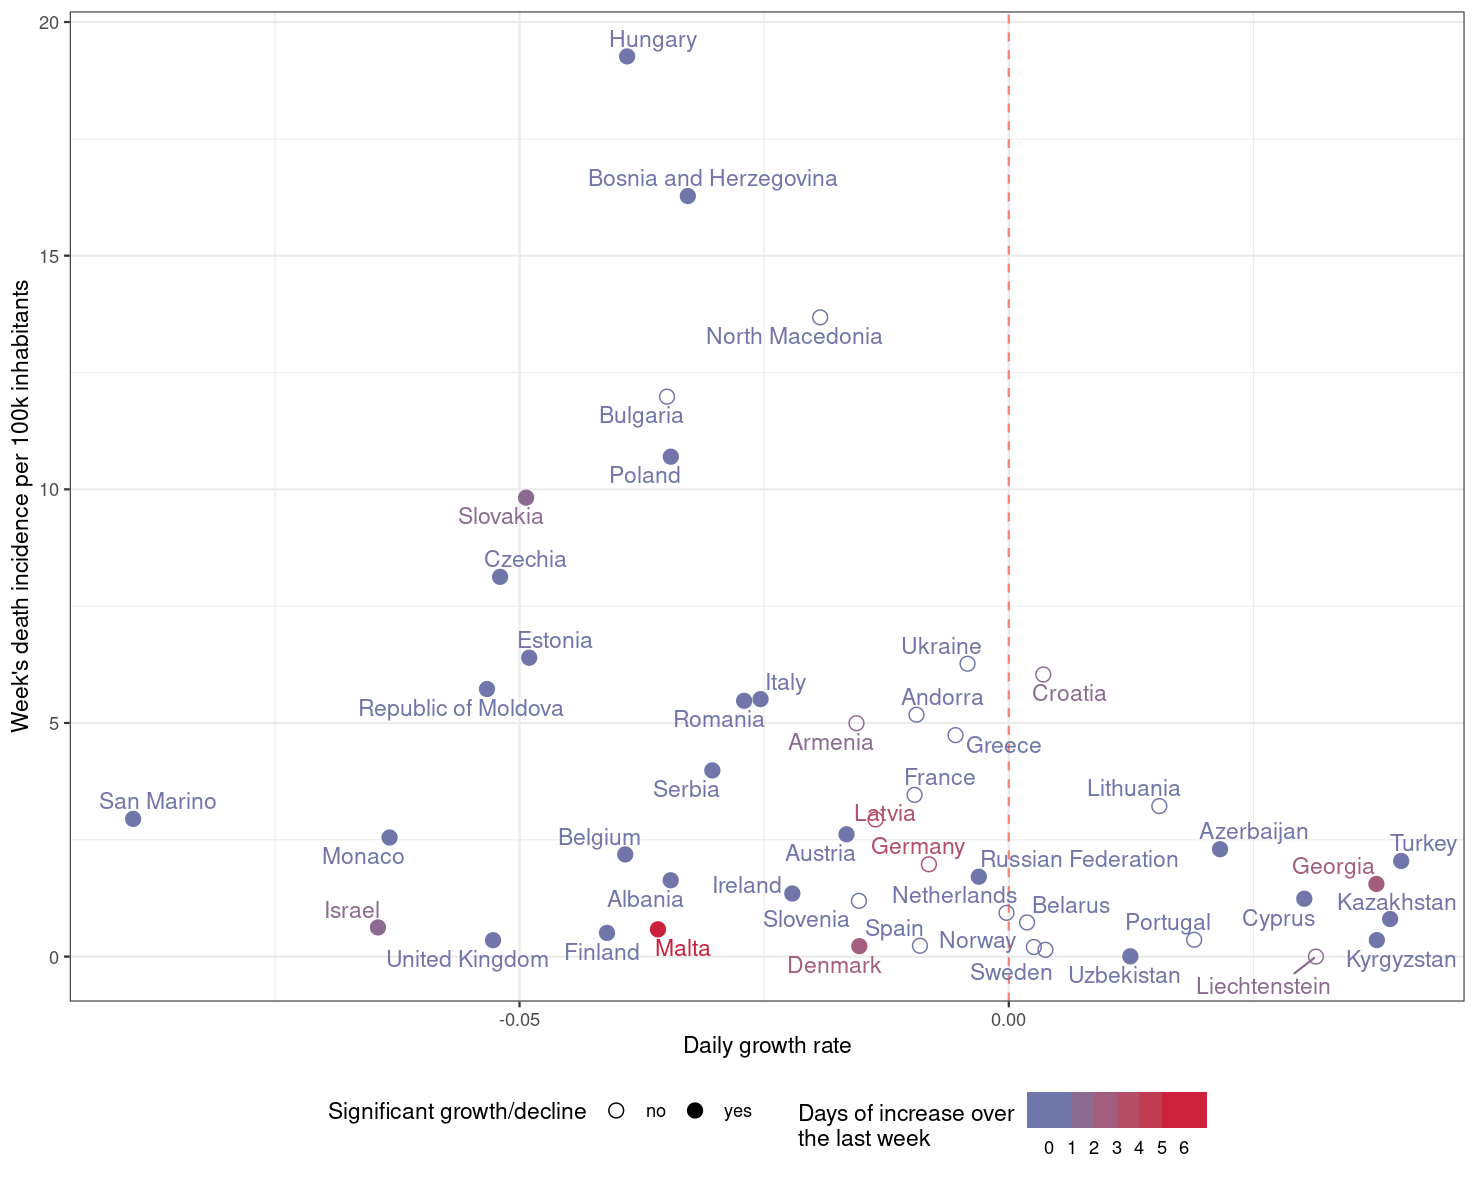 20
Hungary
Bosnia and Herzegovina
15
North Macedonia
Bulgaria
Poland
10
Slovakia
Czechia
Estonia
Ukraine
Italy
Croatia
Andorra
Republic of Moldova
Romania
5
Armenia
Greece
France
Lithuania
Serbia
San Marino
Latvia
Azerbaijan
Belgium
Turkey
Germany
Austria
Monaco
Russian Federation
Georgia
Ireland
Netherlands
Albania
Kazakhstan
Belarus
Israel
Slovenia
Cyprus
Portugal
Spain
Norway
Malta
Finland
United Kingdom
Kyrgyzstan
0
Denmark
Sweden
Uzbekistan
Liechtenstein
Week's death incidence per 100k inhabitants
-0.05 0.00
Daily growth rate
Significant growth/decline no yes
Days of increase over
the last week
0 1 2 3 4 5 6